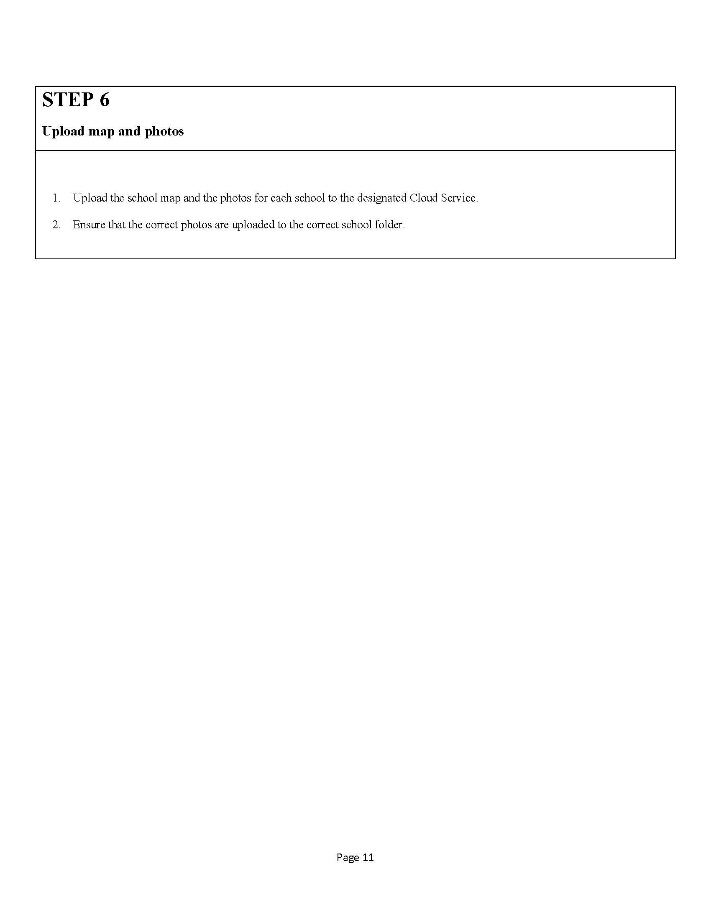 STEP 6
Upload map and photos
1. Upload the school map and the photos for each school to the designated Cloud Service.
2. Ensure that the correct photos are uploaded to the correct school folder.
Page 11